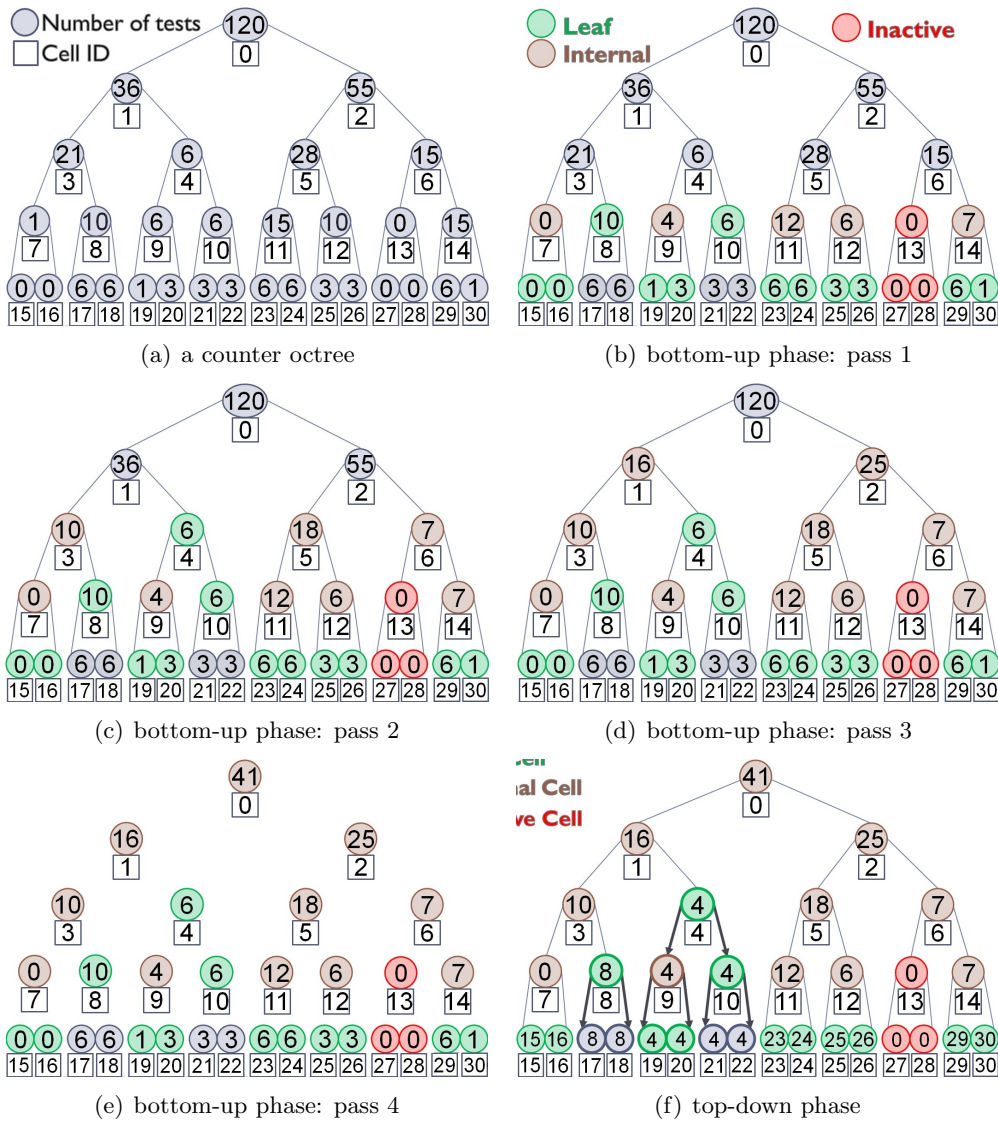 Number of tests
Cell ID
120
0
36 55
1 2
21 6 28 15
3 4 5 6
1 10 6 6 15 10 0 15
7 8 9 10 11 12 13 14
0 0 6 6 1 3 3 3 6 6 3 3 0 0 6 1
15 16 17 18 19 20 21 22 23 24 25 26 27 28 29 30
(a) a counter octree
Leaf
Internal
Inactive
120
0
36 55
1 2
21 6 28 15
3 4 5 6
0 10 4 6 12 6 0 7
7 8 9 10 11 12 13 14
0 0 6 6 1 3 3 3 6 6 3 3 0 0 6 1
15 16 17 18 19 20 21 22 23 24 25 26 27 28 29 30
(b) bottom-up phase: pass 1
120
0
36 55
1 2
10 6 18 7
3 4 5 6
0 10 4 6 12 6 0 7
7 8 9 10 11 12 13 14
0 0 6 6 1 3 3 3 6 6 3 3 0 0 6 1
15 16 17 18 19 20 21 22 23 24 25 26 27 28 29 30
(c) bottom-up phase: pass 2
120
0
16 25
1 2
10 6 18 7
3 4 5 6
0 10 4 6 12 6 0 7
7 8 9 10 11 12 13 14
0 0 6 6 1 3 3 3 6 6 3 3 0 0 6 1
15 16 17 18 19 20 21 22 23 24 25 26 27 28 29 30
(d) bottom-up phase: pass 3
41
0
16 25
1 2
10 6 18 7
3 4 5 6
0 10 4 6 12 6 0 7
7 8 9 10 11 12 13 14
0 0 6 6 1 3 3 3 6 6 3 3 0 0 6 1
15 16 17 18 19 20 21 22 23 24 25 26 27 28 29 30
(e) bottom-up phase: pass 4
al Cell
ve Cell
41
0
16 25
1 2
10 4 18 7
3 4 5 6
0 8 4 4 12 6 0 7
7 8 9 10 11 12 13 14
15 16 8 8 4 4 4 4 23 24 25 26 0 0 29 30
15 16 17 18 19 20 21 22 23 24 25 26 27 28 29 30
(f) top-down phase